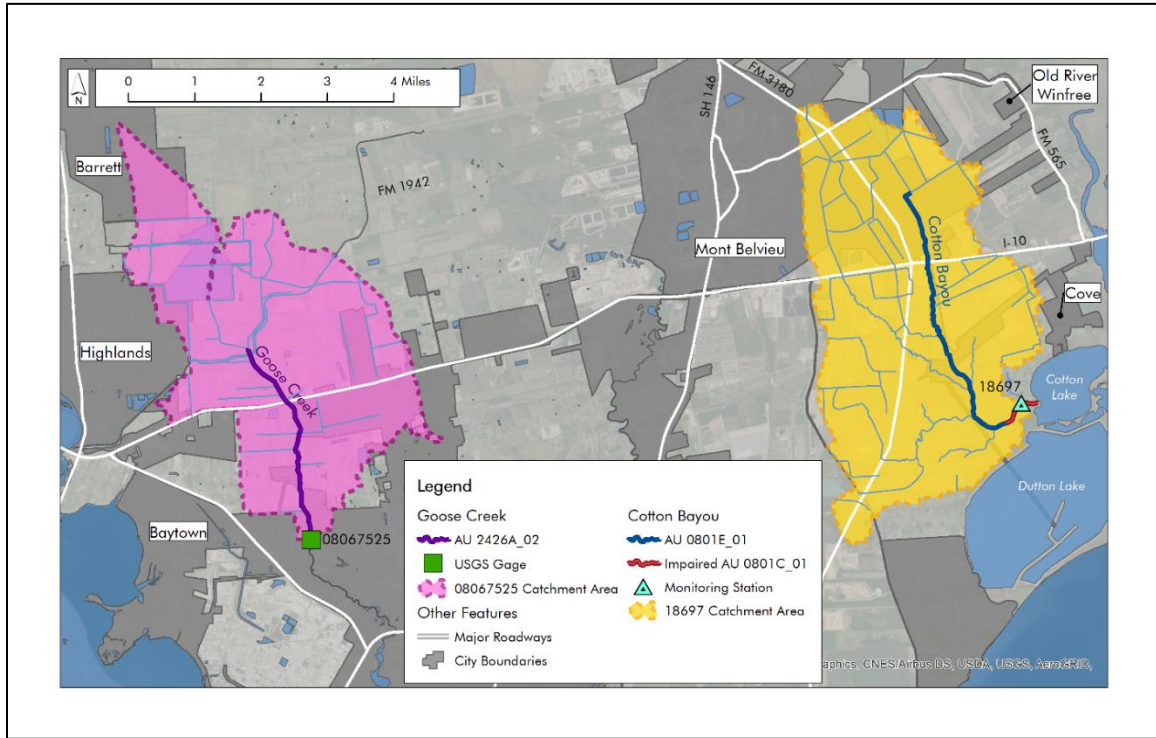 N
0 1 2 3 4 Miles
Old River
Winfree
FM 3180
SH 146
FM 565
Barrett
FM 1942
Cotton Bayou
Mont Belvieu
I-10
Cove
Highlands
Goose Creek
18697
Cotton
Lake
Dutton Lake
Baytown
08067525
Legend
Goose Creek
AU 2426A_02
USGS Gage
08067525 Catchment Area
Other Features
Major Roadways
City Boundaries
Cotton Bayou
AU 0801E_01
Impaired AU 0801C_01
Monitoring Station
18697 Catchment Area
aphics, CNES/Airbus DS, USDA, USGS, AeroGRID,